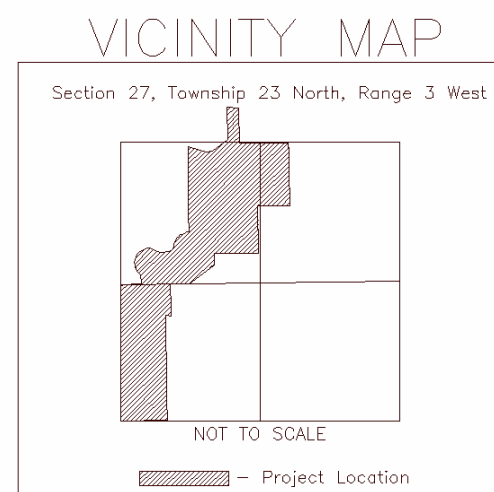 VICINITY MAP
Section 27, Township 23 North, Range 3 West
NOT TO SCALE
- Project Location